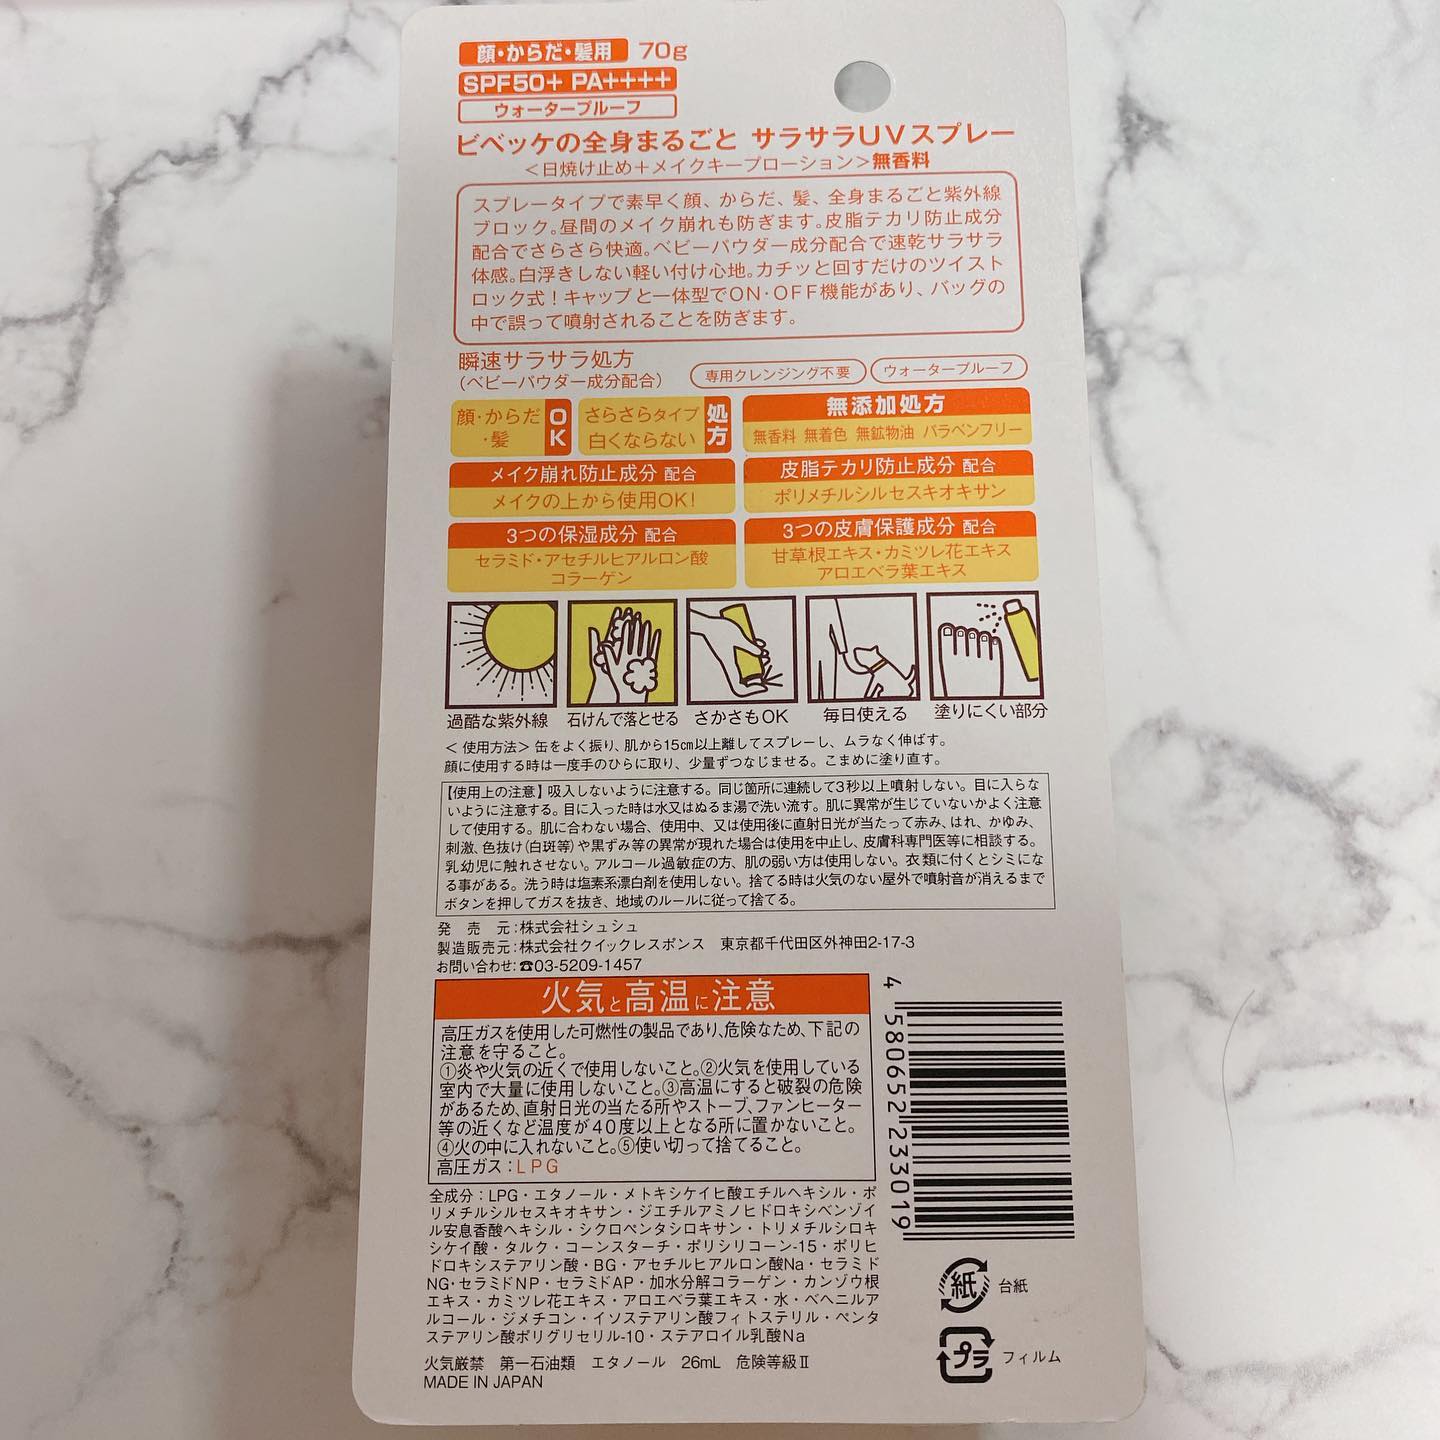 顔・からだ・髪用 70g
SPF50+ PA++++
ウォータープルーフ
ビベッケの全身まるごと サラサラUVスプレー
＜日焼け止め＋メイクキープローション＞無香料
スプレータイプで素早く顔、からだ、髪、全身まるごと紫外線
ブロック。昼間のメイク崩れも防ぎます。皮脂テカリ防止成分
配合でさらさら快適。ベビーパウダー成分配合で速乾サラサラ
体感。白浮きしない軽い付け心地。カチッと回すだけのツイスト
ロック式！キャップと一体型でON・OFF機能があり、バッグの
中で誤って噴射されることを防ぎます。
瞬速サラサラ処方
（ベビーパウダー成分配合）
専用クレンジング不要
ウォータープルーフ
顔・からだ
・髪
OK
さらさらタイプ
白くならない
処方
無添加処方
無香料 無着色 無鉱物油 パラベンフリー
メイク崩れ防止成分 配合
メイクの上から使用OK!
皮脂テカリ防止成分 配合
ポリメチルシルセスキオキサン
3つの保湿成分 配合
セラミド・アセチルヒアルロン酸
コラーゲン
3つの皮膚保護成分 配合
甘草根エキス・カミツレ花エキス
アロエベラ葉エキス
過酷な紫外線
石けんで落とせる
さかさもOK
毎日使える
塗りにくい部分
＜使用方法＞缶をよく振り、肌から15cm以上離してスプレーし、ムラなく伸ばす。
顔に使用する時は一度手のひらに取り、少量ずつなじませる。こまめに塗り直す。
【使用上の注意】吸入しないように注意する。同じ箇所に連続して3秒以上噴射しない。目に入らな
いように注意する。目に入った時は水又はぬるま湯で洗い流す。肌に異常が生じていないかよく注意
して使用する。肌に合わない場合、使用中、又は使用後に直射日光が当たって赤み、はれ、かゆみ、
刺激、色抜け(白斑等)や黒ずみ等の異常が現れた場合は使用を中止し、皮膚科専門医等に相談する。
乳幼児に触れさせない。アルコール過敏症の方、肌の弱い方は使用しない。衣類に付くとシミにな
る事がある。洗う時は塩素系漂白剤を使用しない。捨てる時は火気のない屋外で噴射音が消えるまで
ボタンを押してガスを抜き、地域のルールに従って捨てる。
発 売 元：株式会社シュシュ
製造販売元：株式会社クイックレスポンス 東京都千代田区外神田2-17-3
お問い合わせ：☎03-5209-1457
火気と高温に注意
高圧ガスを使用した可燃性の製品であり、危険なため、下記の
注意を守ること。
①炎や火気の近くで使用しないこと。②火気を使用している
室内で大量に使用しないこと。③高温にすると破裂の危険
があるため、直射日光の当たる所やストーブ、ファンヒーター
等の近くなど温度が40度以上となる所に置かないこと。
④火の中に入れないこと。⑤使い切って捨てること。
高圧ガス：LPG
4 580652 233019
全成分：LPG・エタノール・メトキシケイヒ酸エチルヘキシル・ポ
リメチルシルセスキオキサン・ジエチルアミノヒドロキシベンゾイ
ル安息香酸ヘキシル・シクロペンタシロキサン・トリメチルシロキ
シケイ酸・タルク・コーンスターチ・ポリシリコーン-15・ポリヒ
ドロキシステアリン酸・BG・アセチルヒアルロン酸Na・セラミド
NG・セラミドNP・セラミドAP・加水分解コラーゲン・カンゾウ根
エキス・カミツレ花エキス・アロエベラ葉エキス・水・ベヘニルア
ルコール・ジメチコン・イソステアリン酸フィトステリル・ペンタ
ステアリン酸ポリグリセリル-10・ステアロイル乳酸Na
紙 台紙
プラ フィルム
火気厳禁 第一石油類 エタノール 26mL 危険等級Ⅱ
MADE IN JAPAN